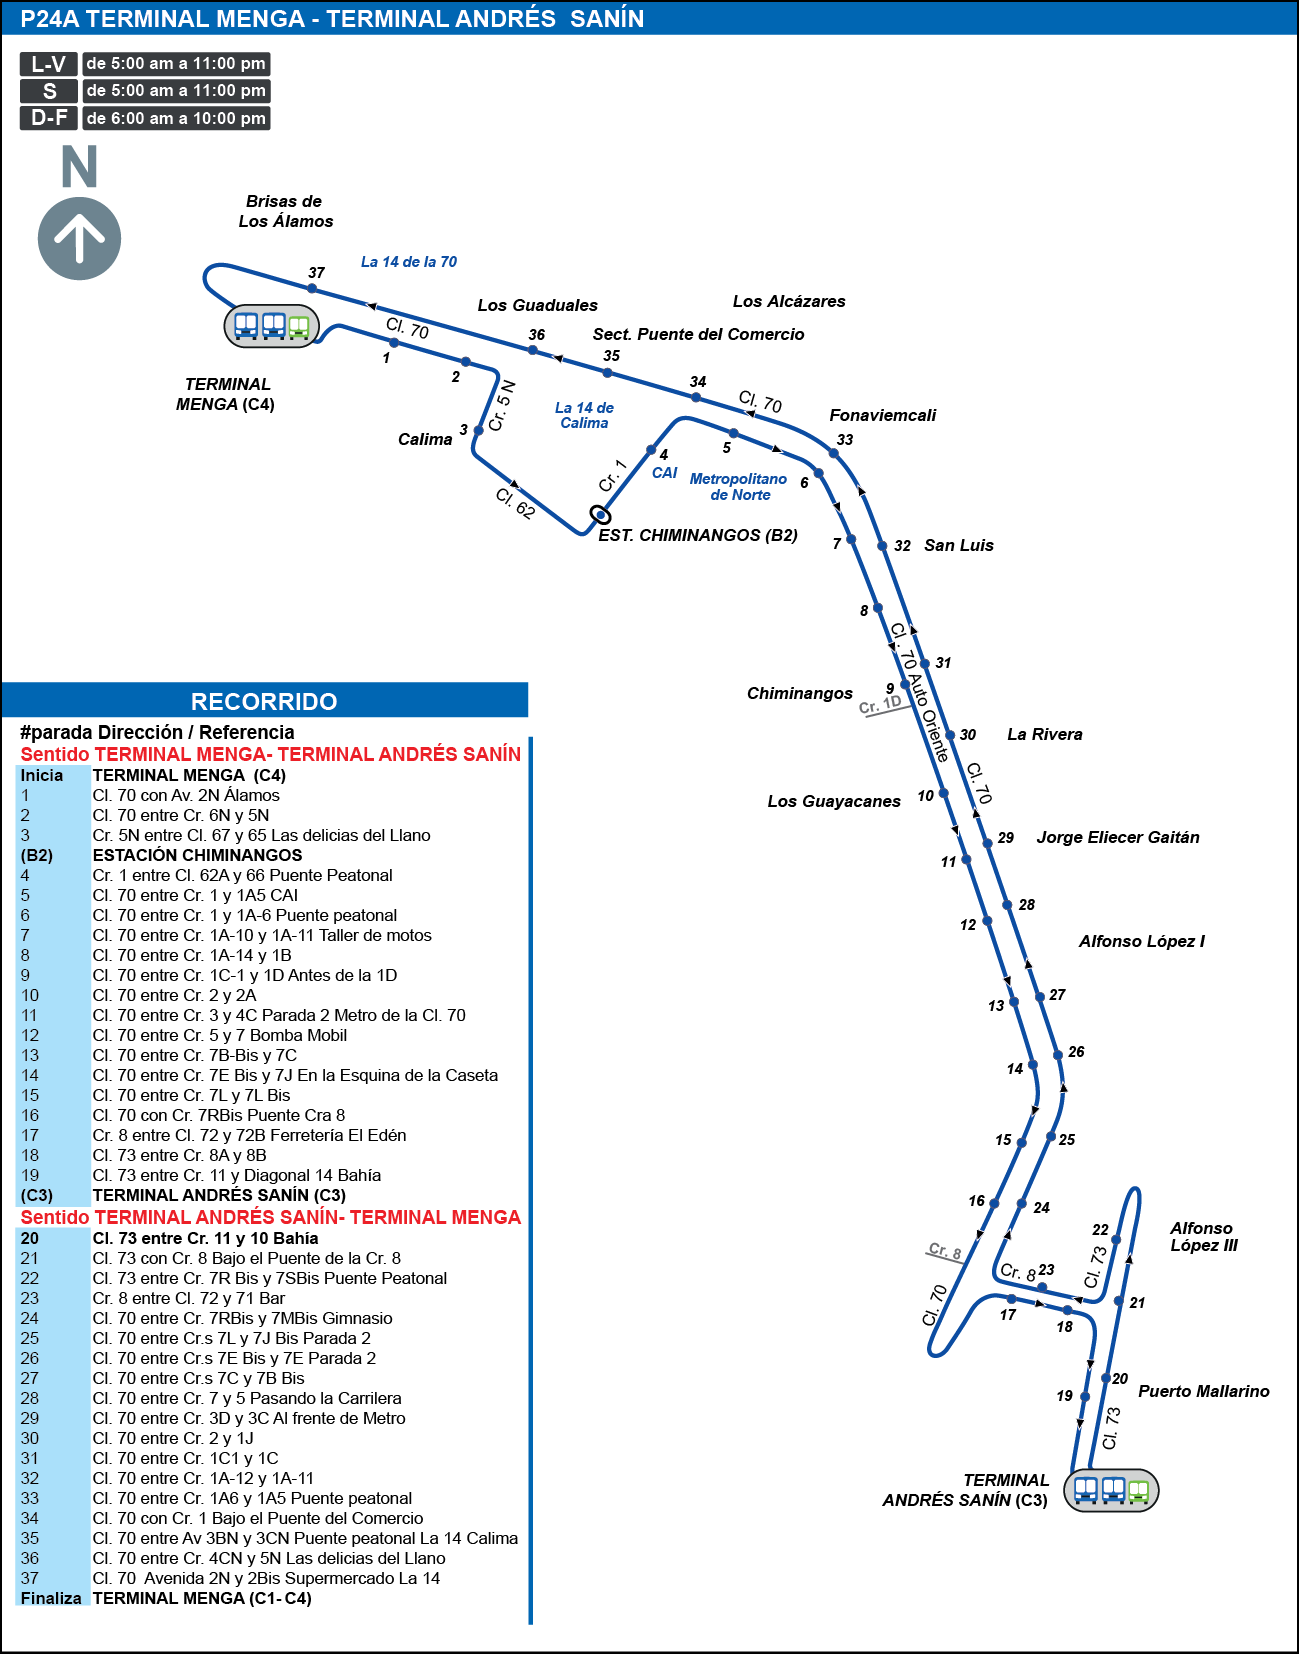 P24A TERMINAL MENGA - TERMINAL ANDRÉS SANÍN
L-V de 5:00 am a 11:00 pm
S de 5:00 am a 11:00 pm
D-F de 6:00 am a 10:00 pm
N
Brisas de
Los Álamos
37
La 14 de la 70
Los Guaduales
Los Alcázares
Cl. 70
36
Sect. Puente del Comercio
35
1
2
34
TERMINAL
MENGA (C4)
Cr. 5 N
Cl. 70
La 14 de
Calima
Fonaviemcali
3
Calima
33
5
4
CAI
Cr. 1
Metropolitano
de Norte
6
Cl. 62
EST. CHIMINANGOS (B2)
7
32
San Luis
8
Cl. 70 Auto Oriente
31
9
Chiminangos
Cr. 1D
30
La Rivera
Cl. 70
10
Los Guayacanes
29
Jorge Eliecer Gaitán
11
28
12
Alfonso López I
27
13
26
14
15
25
16
24
22
Alfonso
López III
Cr. 8
Cr. 8
23
Cl. 73
Cl. 70
17
18
21
20
19
Puerto Mallarino
Cl. 73
TERMINAL
ANDRÉS SANÍN (C3)
RECORRIDO
#parada Dirección / Referencia
Sentido TERMINAL MENGA- TERMINAL ANDRÉS SANÍN
Inicia TERMINAL MENGA (C4)
1 Cl. 70 con Av. 2N Álamos
2 Cl. 70 entre Cr. 6N y 5N
3 Cr. 5N entre Cl. 67 y 65 Las delicias del Llano
(B2) ESTACIÓN CHIMINANGOS
4 Cr. 1 entre Cl. 62A y 66 Puente Peatonal
5 Cl. 70 entre Cr. 1 y 1A5 CAI
6 Cl. 70 entre Cr. 1 y 1A-6 Puente peatonal
7 Cl. 70 entre Cr. 1A-10 y 1A-11 Taller de motos
8 Cl. 70 entre Cr. 1A-14 y 1B
9 Cl. 70 entre Cr. 1C-1 y 1D Antes de la 1D
10 Cl. 70 entre Cr. 2 y 2A
11 Cl. 70 entre Cr. 3 y 4C Parada 2 Metro de la Cl. 70
12 Cl. 70 entre Cr. 5 y 7 Bomba Mobil
13 Cl. 70 entre Cr. 7B-Bis y 7C
14 Cl. 70 entre Cr. 7E Bis y 7J En la Esquina de la Caseta
15 Cl. 70 entre Cr. 7L y 7L Bis
16 Cl. 70 con Cr. 7RBis Puente Cra 8
17 Cr. 8 entre Cl. 72 y 72B Ferretería El Edén
18 Cl. 73 entre Cr. 8A y 8B
19 Cl. 73 entre Cr. 11 y Diagonal 14 Bahía
(C3) TERMINAL ANDRÉS SANÍN (C3)
Sentido TERMINAL ANDRÉS SANÍN- TERMINAL MENGA
20 Cl. 73 entre Cr. 11 y 10 Bahía
21 Cl. 73 con Cr. 8 Bajo el Puente de la Cr. 8
22 Cl. 73 entre Cr. 7R Bis y 7SBis Puente Peatonal
23 Cr. 8 entre Cl. 72 y 71 Bar
24 Cl. 70 entre Cr. 7RBis y 7MBis Gimnasio
25 Cl. 70 entre Cr.s 7L y 7J Bis Parada 2
26 Cl. 70 entre Cr.s 7E Bis y 7E Parada 2
27 Cl. 70 entre Cr.s 7C y 7B Bis
28 Cl. 70 entre Cr. 7 y 5 Pasando la Carrilera
29 Cl. 70 entre Cr. 3D y 3C Al frente de Metro
30 Cl. 70 entre Cr. 2 y 1J
31 Cl. 70 entre Cr. 1C1 y 1C
32 Cl. 70 entre Cr. 1A-12 y 1A-11
33 Cl. 70 entre Cr. 1A6 y 1A5 Puente peatonal
34 Cl. 70 con Cr. 1 Bajo el Puente del Comercio
35 Cl. 70 entre Av 3BN y 3CN Puente peatonal La 14 Calima
36 Cl. 70 entre Cr. 4CN y 5N Las delicias del Llano
37 Cl. 70 Avenida 2N y 2Bis Supermercado La 14
Finaliza TERMINAL MENGA (C1- C4)